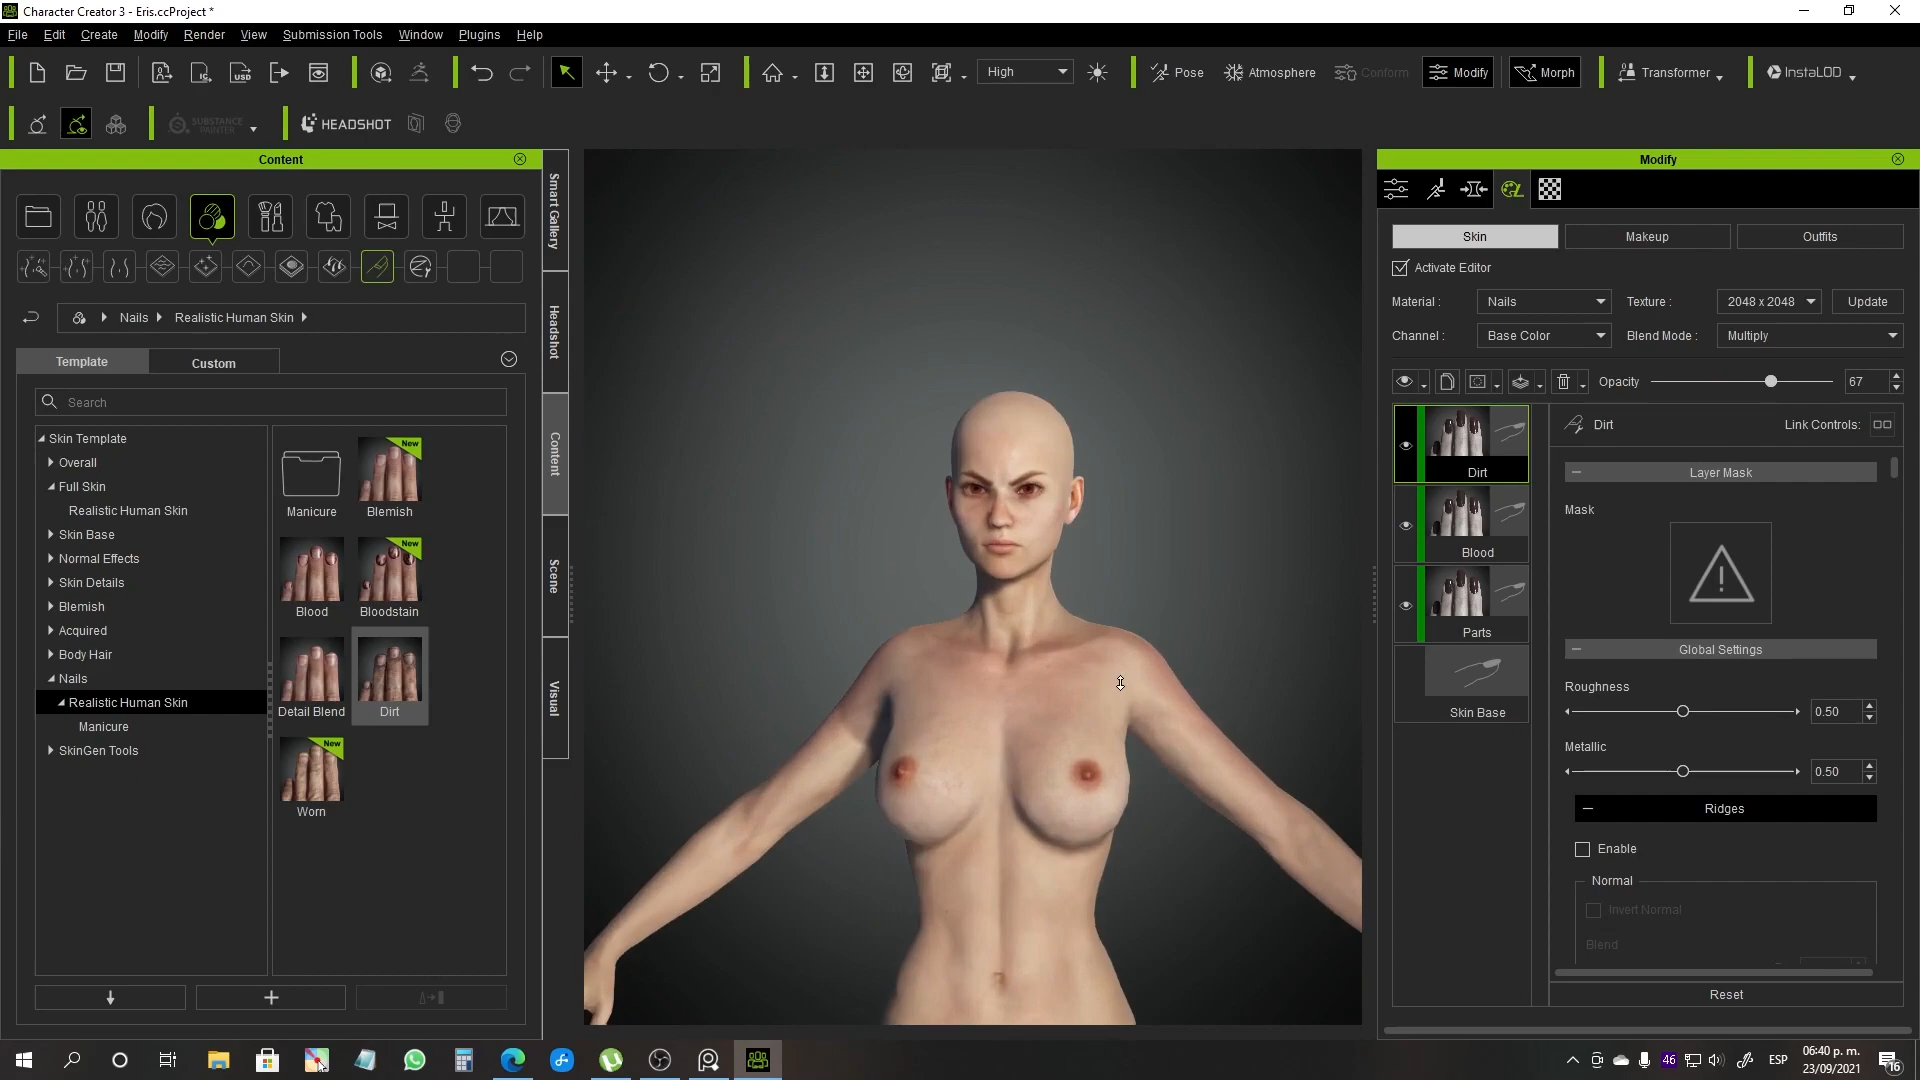 Character Creator 3 - Eris.ccProject *
File Edit Create Modify Render View Submission Tools Window Plugins Help
High Pose Atmosphere Conform Modify Morph Transformer InstaLOD
SUBSTANCE PAINTER HEADSHOT
Content
Nails Realistic Human Skin
Template Custom
Search
Skin Template
Overall
Full Skin
Realistic Human Skin
Skin Base
Normal Effects
Skin Details
Blemish
Acquired
Body Hair
Nails
Realistic Human Skin
Manicure
SkinGen Tools
New
Manicure Blemish
New
Blood Bloodstain
Detail Blend Dirt
New
Worn
Smart Gallery
Headshot
Content
Scene
Visual
Modify
Skin Makeup Outfits
Activate Editor
Material : Nails Texture : 2048 x 2048 Update
Channel : Base Color Blend Mode : Multiply
Opacity 67
Dirt
Blood
Parts
Skin Base
Dirt Link Controls:
Layer Mask
Mask
Global Settings
Roughness
0.50
Metallic
0.50
Ridges
Enable
Normal
Invert Normal
Blend
Reset
46 ESP 06:40 p. m.
23/09/2021 16